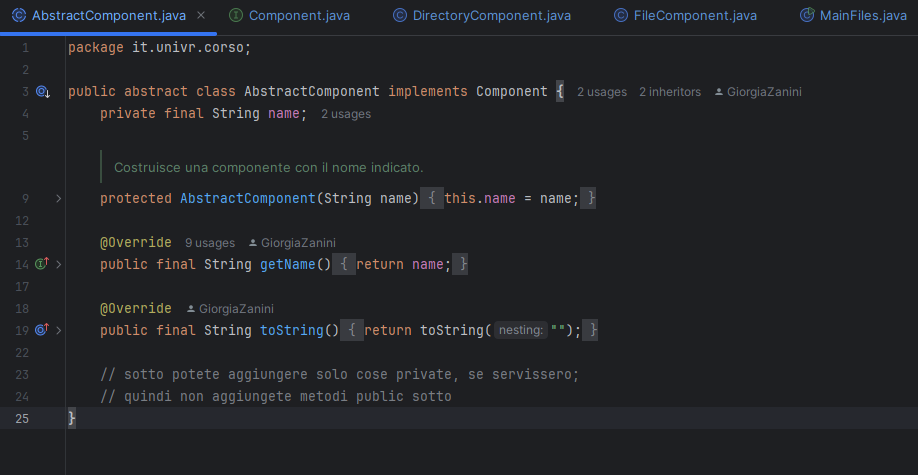 AbstractComponent.java × Component.java DirectoryComponent.java FileComponent.java MainFiles.java
1 package it.univr.corso;
2
3 public abstract class AbstractComponent implements Component { 2 usages 2 inheritors GiorgiaZanini
4 private final String name; 2 usages
5
Costruisce una componente con il nome indicato.
9 protected AbstractComponent(String name) { this.name = name; }
12
13 @Override 9 usages GiorgiaZanini
14 public final String getName() { return name; }
17
18 @Override GiorgiaZanini
19 public final String toString() { return toString( nesting: ""); }
22
23 // sotto potete aggiungere solo cose private, se servissero;
24 // quindi non aggiungete metodi public sotto
25 }